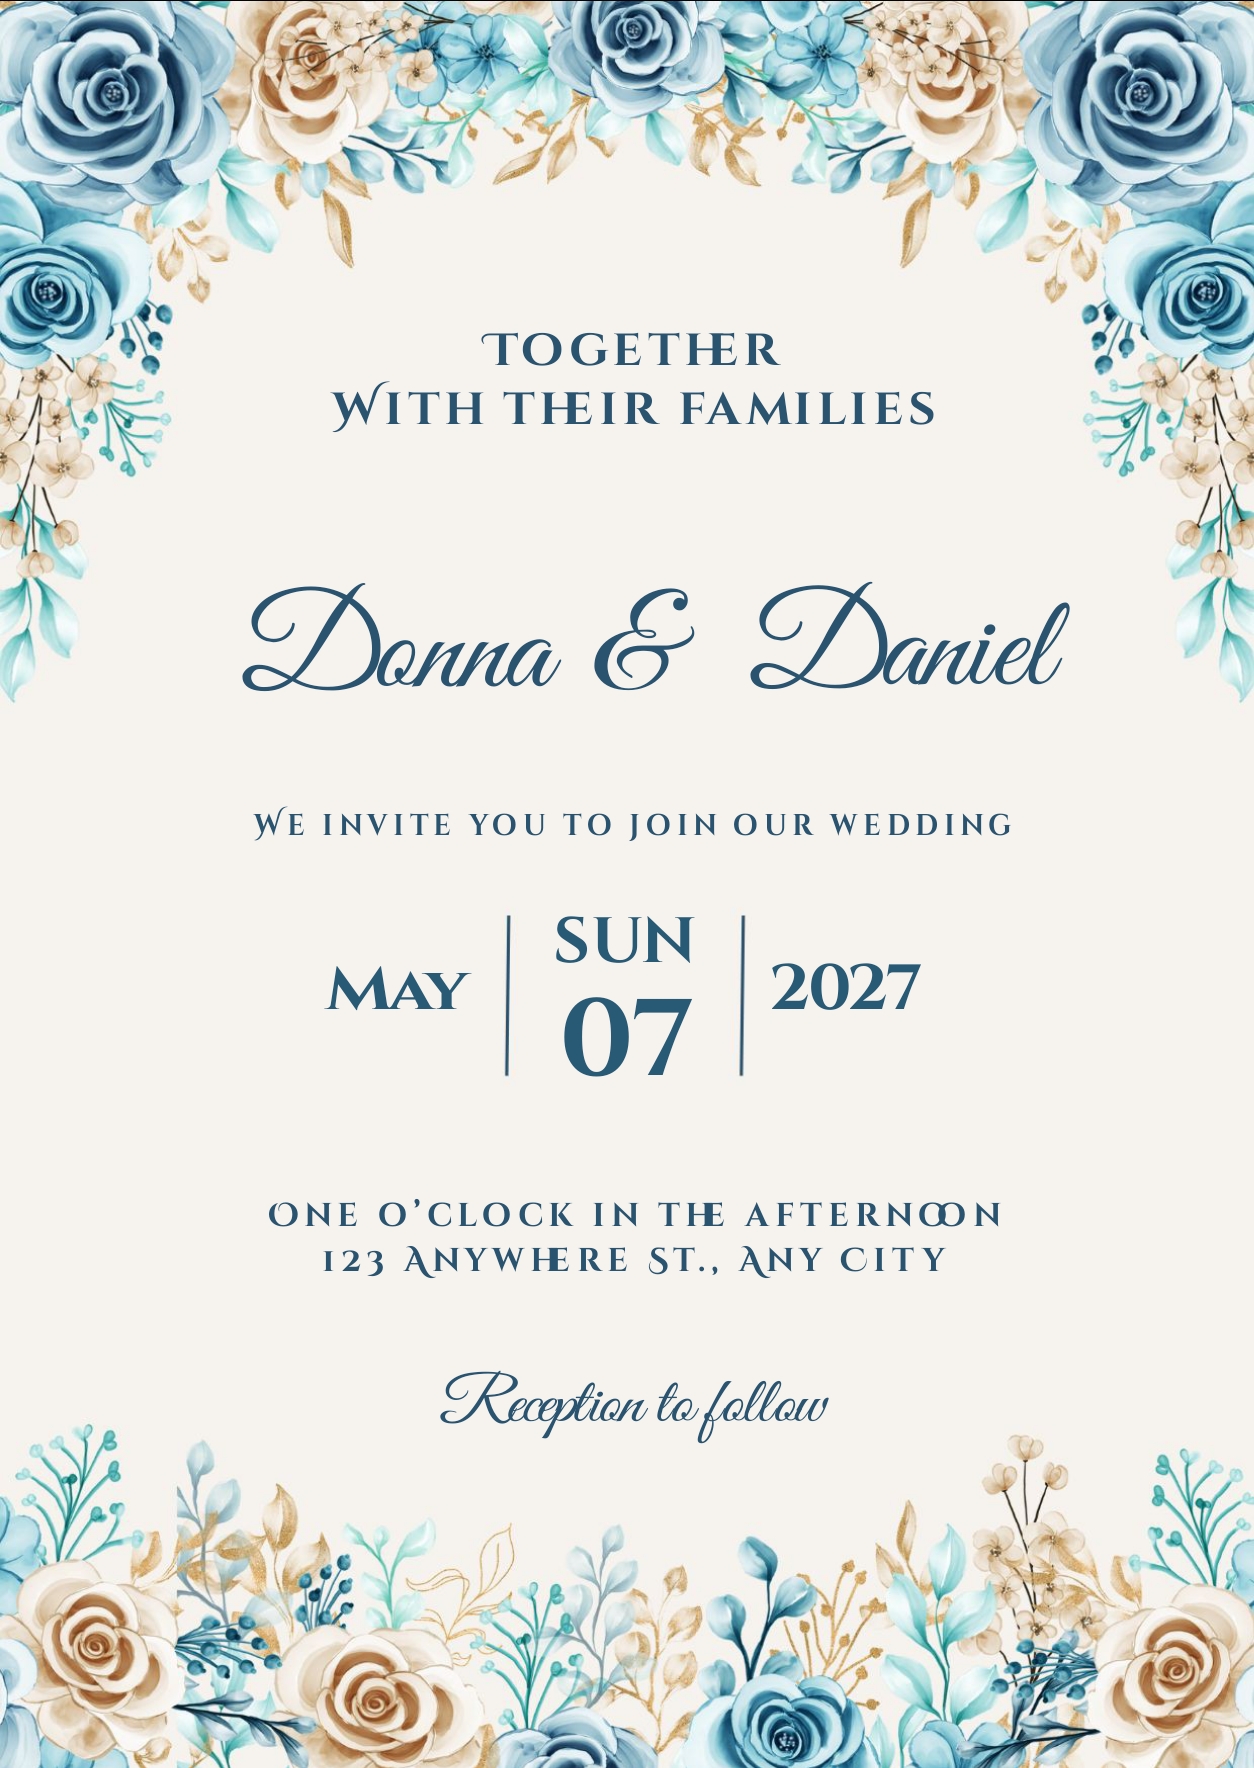 TOGETHER
WITH THEIR FAMILIES
Donna & Daniel
WE INVITE YOU TO JOIN OUR WEDDING
SUN
MAY 07 2027
ONE O’CLOCK IN THE AFTERNOON
123 ANYWHERE ST., ANY CITY
Reception to follow